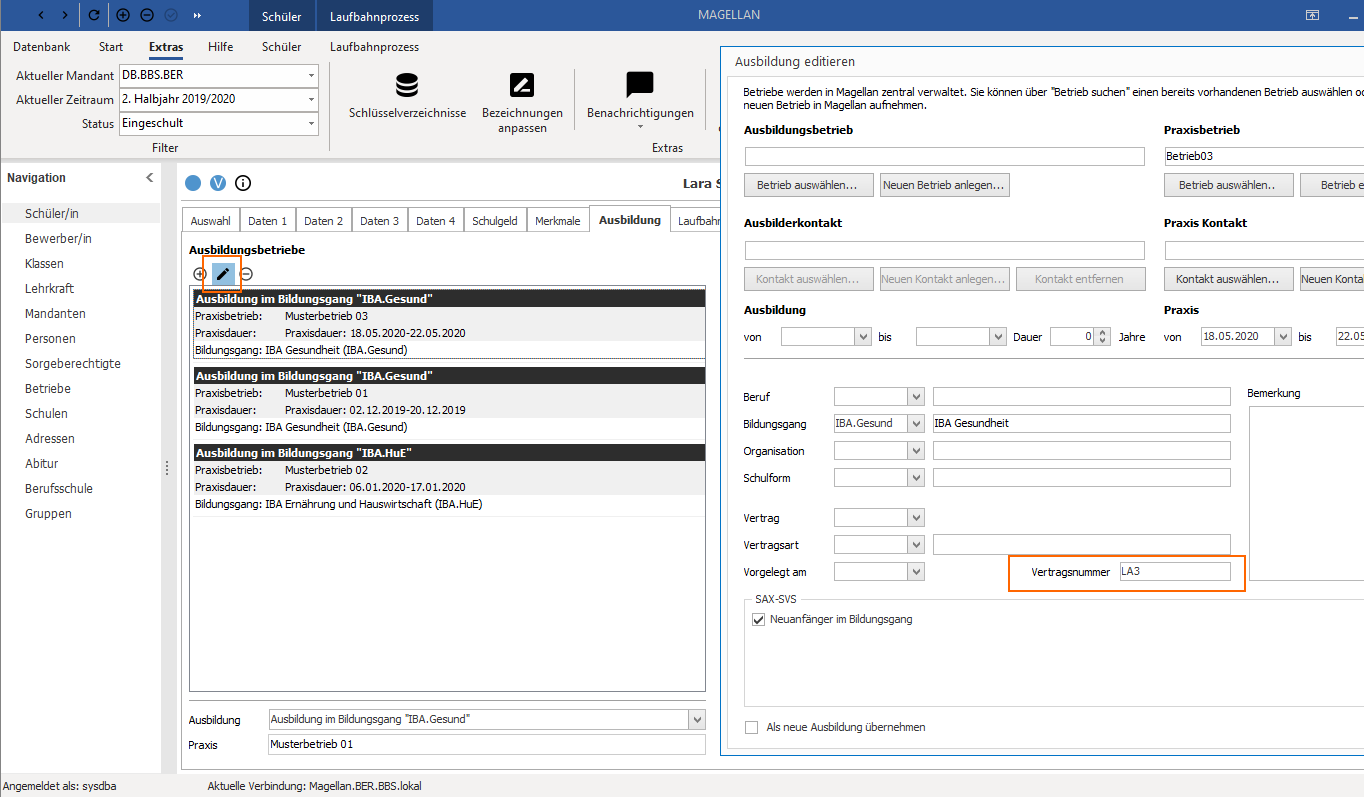 Schüler Laufbahnprozess MAGELLAN
Datenbank Start Extras Hilfe Schüler Laufbahnprozess
Aktueller Mandant DB.BBS.BER
Aktueller Zeitraum 2. Halbjahr 2019/2020
Status Eingeschult
Filter
Schlüsselverzeichnisse
Bezeichnungen
anpassen
Benachrichtigungen
Extras
Navigation
Schüler/in
Bewerber/in
Klassen
Lehrkraft
Mandanten
Personen
Sorgeberechtigte
Betriebe
Schulen
Adressen
Abitur
Berufsschule
Gruppen
V
Lara S
Auswahl Daten 1 Daten 2 Daten 3 Daten 4 Schulgeld Merkmale Ausbildung Laufbahn
Ausbildungsbetriebe
Ausbildung im Bildungsgang "IBA.Gesund"
Praxisbetrieb: Musterbetrieb 03
Praxisdauer: Praxisdauer: 18.05.2020-22.05.2020
Bildungsgang: IBA Gesundheit (IBA.Gesund)
Ausbildung im Bildungsgang "IBA.Gesund"
Praxisbetrieb: Musterbetrieb 01
Praxisdauer: Praxisdauer: 02.12.2019-20.12.2019
Bildungsgang: IBA Gesundheit (IBA.Gesund)
Ausbildung im Bildungsgang "IBA.HuE"
Praxisbetrieb: Musterbetrieb 02
Praxisdauer: Praxisdauer: 06.01.2020-17.01.2020
Bildungsgang: IBA Ernährung und Hauswirtschaft (IBA.HuE)
Ausbildung Ausbildung im Bildungsgang "IBA.Gesund"
Praxis Musterbetrieb 01
Ausbildung editieren
Betriebe werden in Magellan zentral verwaltet. Sie können über "Betrieb suchen" einen bereits vorhandenen Betrieb auswählen od
neuen Betrieb in Magellan aufnehmen.
Ausbildungsbetrieb Praxisbetrieb
Betrieb03
Betrieb auswählen... Neuen Betrieb anlegen... Betrieb auswählen.. Betrieb e
Ausbilderkontakt Praxis Kontakt
Kontakt auswählen... Neuen Kontakt anlegen... Kontakt entfernen Kontakt auswählen... Neuen Konta
Ausbildung Praxis
von bis Dauer 0 Jahre von 18.05.2020 bis 22.05
Beruf Bemerkung
Bildungsgang IBA.Gesund IBA Gesundheit
Organisation
Schulform
Vertrag
Vertragsart
Vorgelegt am Vertragsnummer LA3
SAX-SVS
Neuanfänger im Bildungsgang
Als neue Ausbildung übernehmen
Angemeldet als: sysdba Aktuelle Verbindung: Magellan.BER.BBS.lokal